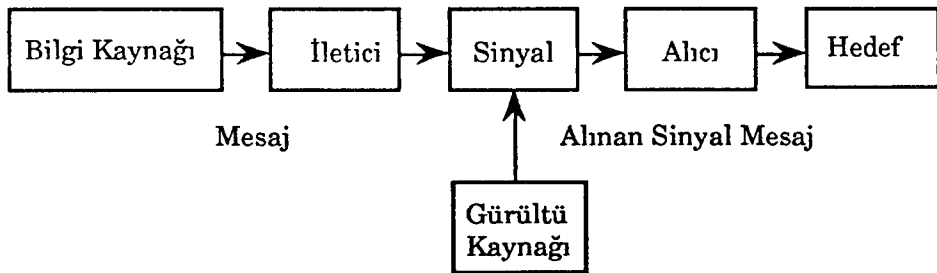 Bilgi Kaynağı İletici Sinyal Alıcı Hedef
Mesaj Alınan Sinyal Mesaj
Gürültü
Kaynağı